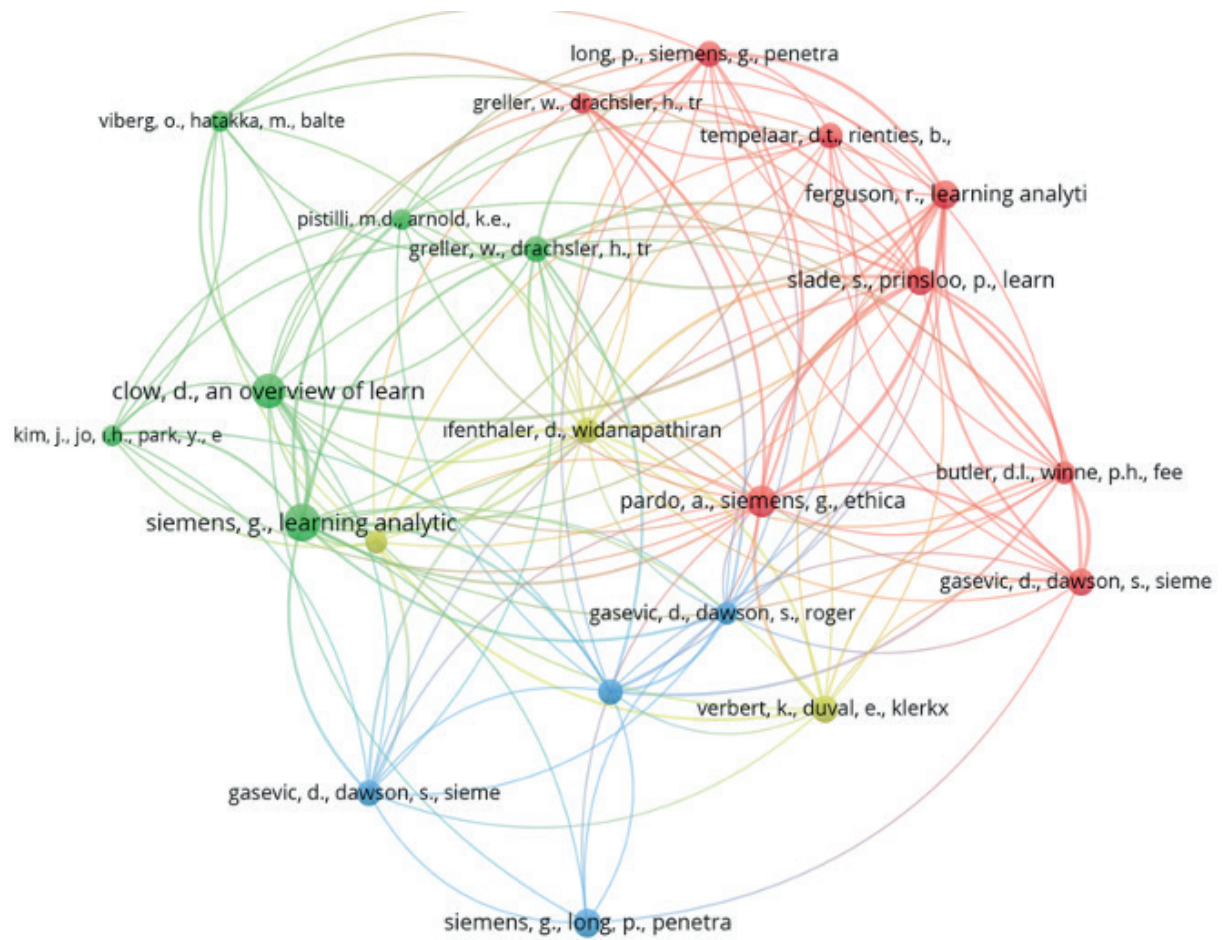 long, p., siemens, g., penetra
greller, w., drachsler, h., tr
viberg, o., hatakka, m., balte
tempelaar, d.t., rienties, b.,
ferguson, r., learning analyti
pistilli, m.d., arnold, k.e.,
greller, w., drachsler, h., tr
slade, s., prinsloo, p., learn
clow, d., an overview of learn
kim, j., jo, i.h., park, y., e
ifenthaler, d., widanapathiran
butler, d.l., winne, p.h., fee
pardo, a., siemens, g., ethica
siemens, g., learning analytic
gasevic, d., dawson, s., sieme
gasevic, d., dawson, s., roger
verbert, k., duval, e., klerkx
gasevic, d., dawson, s., sieme
siemens, g., long, p., penetra